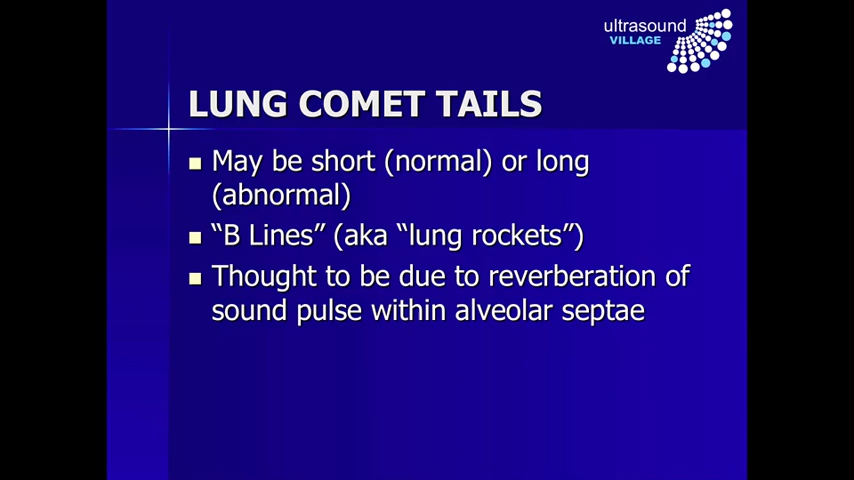 ultrasound
VILLAGE
LUNG COMET TAILS
May be short (normal) or long
(abnormal)
“B Lines” (aka “lung rockets”)
Thought to be due to reverberation of
sound pulse within alveolar septae